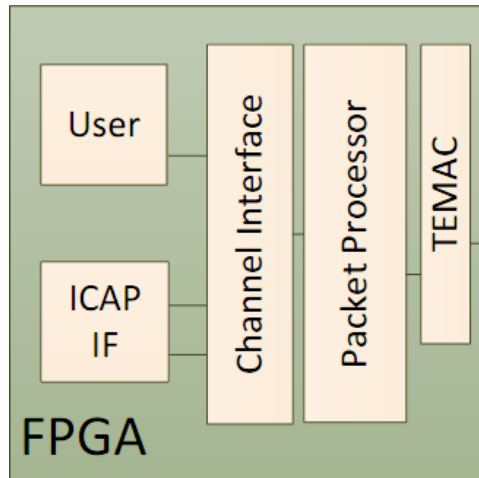 User
ICAP
IF
Channel Interface
Packet Processor
TEMAC
FPGA